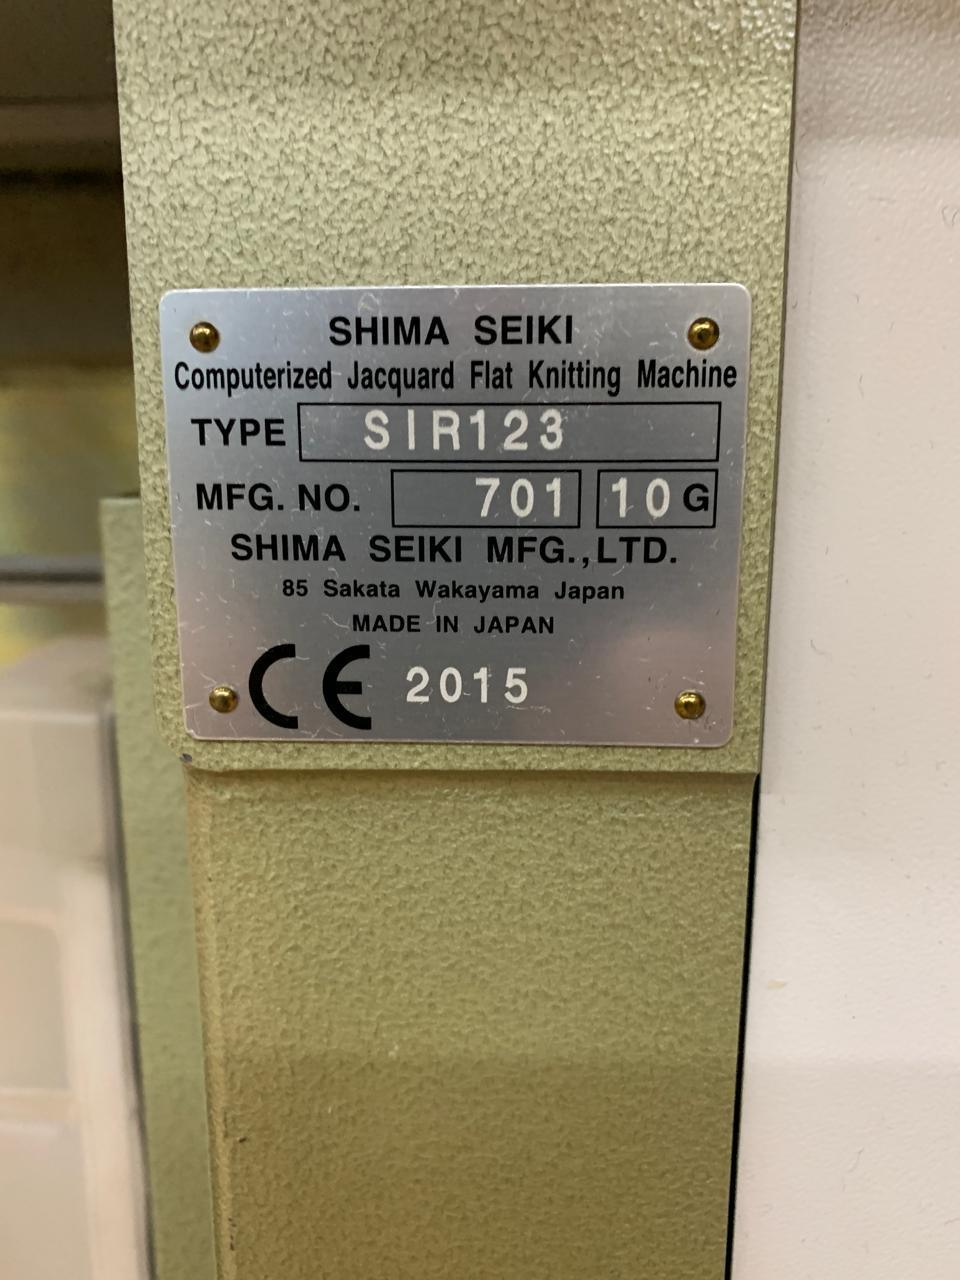 SHIMA SEIKI
Computerized Jacquard Flat Knitting Machine
TYPE SIR123
MFG. NO. 701 10 G
SHIMA SEIKI MFG.,LTD.
85 Sakata Wakayama Japan
MADE IN JAPAN
CE 2015